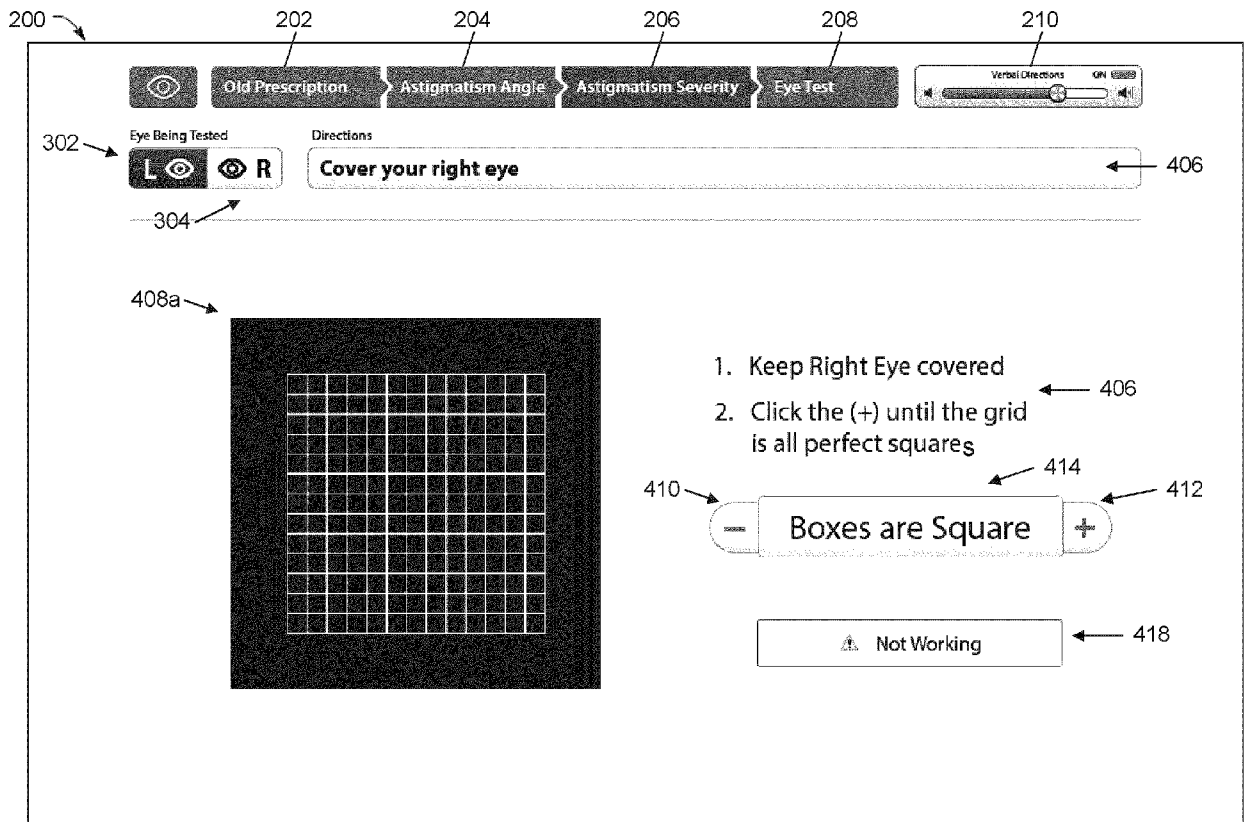 200 202 204 206 208 210
Old Prescription Astigmatism Angle Astigmatism Severity Eye Test
Verbal Directions ON
Eye Being Tested Directions
302 L R Cover your right eye 406
304
408a
1. Keep Right Eye covered
406
2. Click the (+) until the grid
is all perfect squares
414
410 412
− Boxes are Square +
Not Working 418